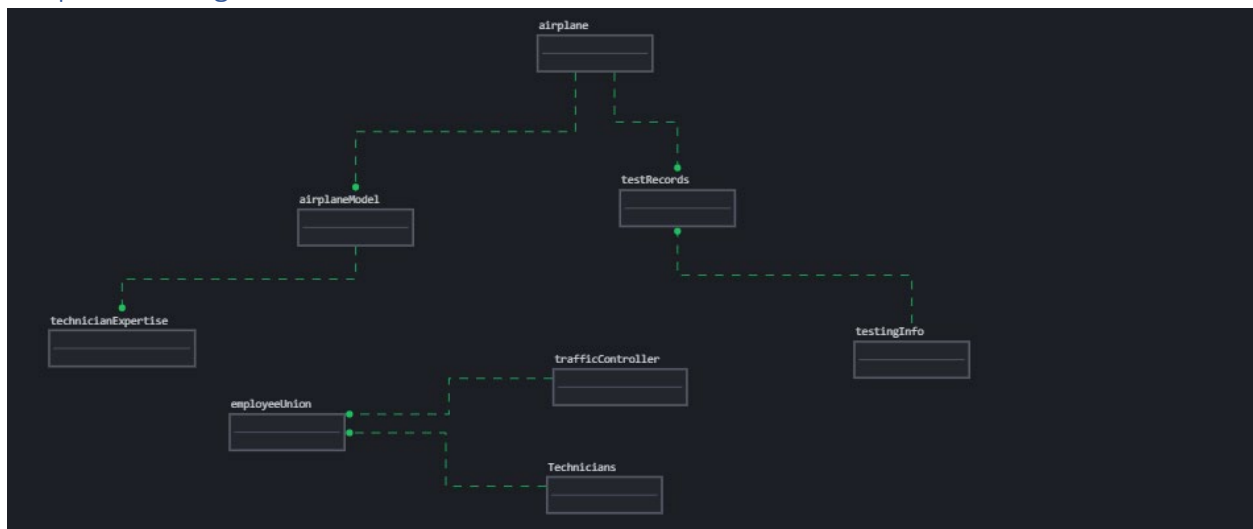 airplane
testRecords
airplaneModel
technicianExpertise
testingInfo
trafficController
employeeUnion
Technicians